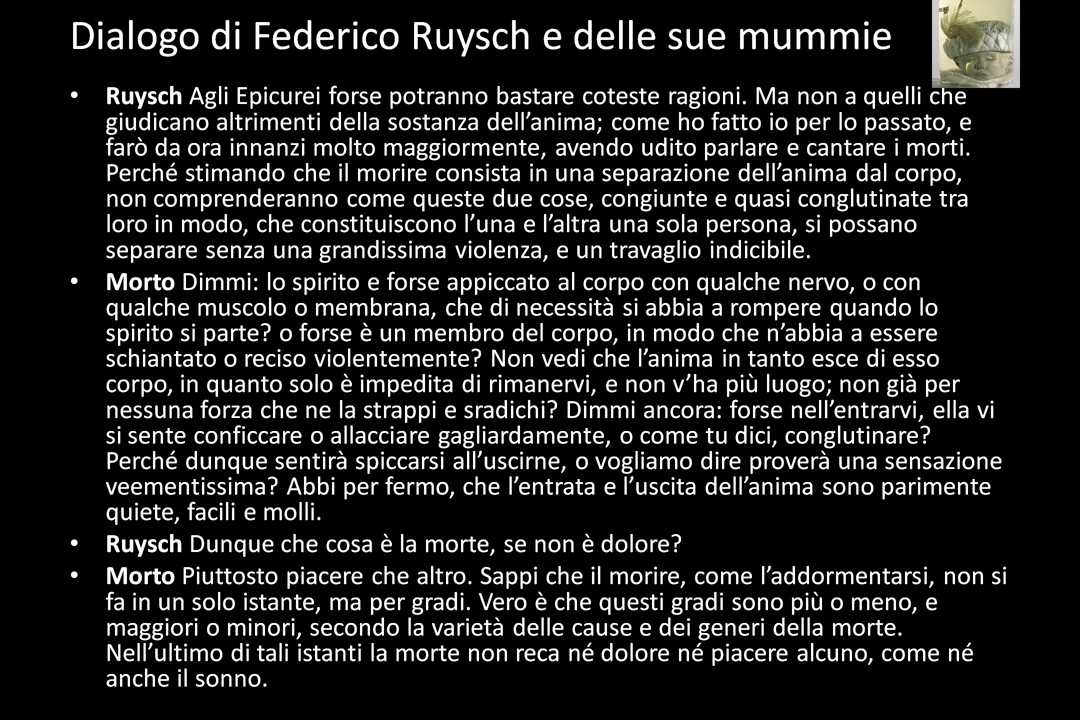 Dialogo di Federico Ruysch e delle sue mummie
• Ruysch Agli Epicurei forse potranno bastare coteste ragioni. Ma non a quelli che
giudicano altrimenti della sostanza dell’anima; come ho fatto io per lo passato, e
farò da ora innanzi molto maggiormente, avendo udito parlare e cantare i morti.
Perché stimando che il morire consista in una separazione dell’anima dal corpo,
non comprenderanno come queste due cose, congiunte e quasi conglutinate tra
loro in modo, che constituiscono l’una e l’altra una sola persona, si possano
separare senza una grandissima violenza, e un travaglio indicibile.
• Morto Dimmi: lo spirito e forse appiccato al corpo con qualche nervo, o con
qualche muscolo o membrana, che di necessità si abbia a rompere quando lo
spirito si parte? o forse è un membro del corpo, in modo che n’abbia a essere
schiantato o reciso violentemente? Non vedi che l’anima in tanto esce di esso
corpo, in quanto solo è impedita di rimanervi, e non v’ha più luogo; non già per
nessuna forza che ne la strappi e sradichi? Dimmi ancora: forse nell’entrarvi, ella vi
si sente conficcare o allacciare gagliardamente, o come tu dici, conglutinare?
Perché dunque sentirà spiccarsi all’uscirne, o vogliamo dire proverà una sensazione
veementissima? Abbi per fermo, che l’entrata e l’uscita dell’anima sono parimente
quiete, facili e molli.
• Ruysch Dunque che cosa è la morte, se non è dolore?
• Morto Piuttosto piacere che altro. Sappi che il morire, come l’addormentarsi, non si
fa in un solo istante, ma per gradi. Vero è che questi gradi sono più o meno, e
maggiori o minori, secondo la varietà delle cause e dei generi della morte.
Nell’ultimo di tali istanti la morte non reca né dolore né piacere alcuno, come né
anche il sonno.